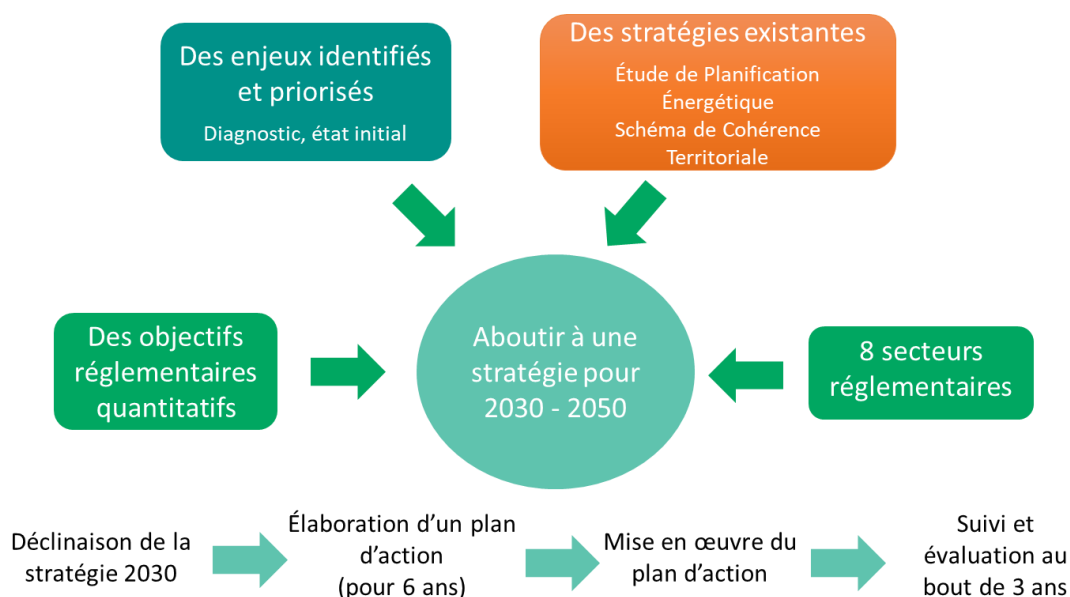 Des enjeux identifiés
et priorisés
Diagnostic, état initial
Des stratégies existantes
Étude de Planification
Énergétique
Schéma de Cohérence
Territoriale
Des objectifs
réglementaires
quantitatifs
Aboutir à une
stratégie pour
2030 - 2050
8 secteurs
réglementaires
Déclinaison de la
stratégie 2030
Élaboration d'un plan
d'action
(pour 6 ans)
Mise en œuvre du
plan d'action
Suivi et
évaluation au
bout de 3 ans